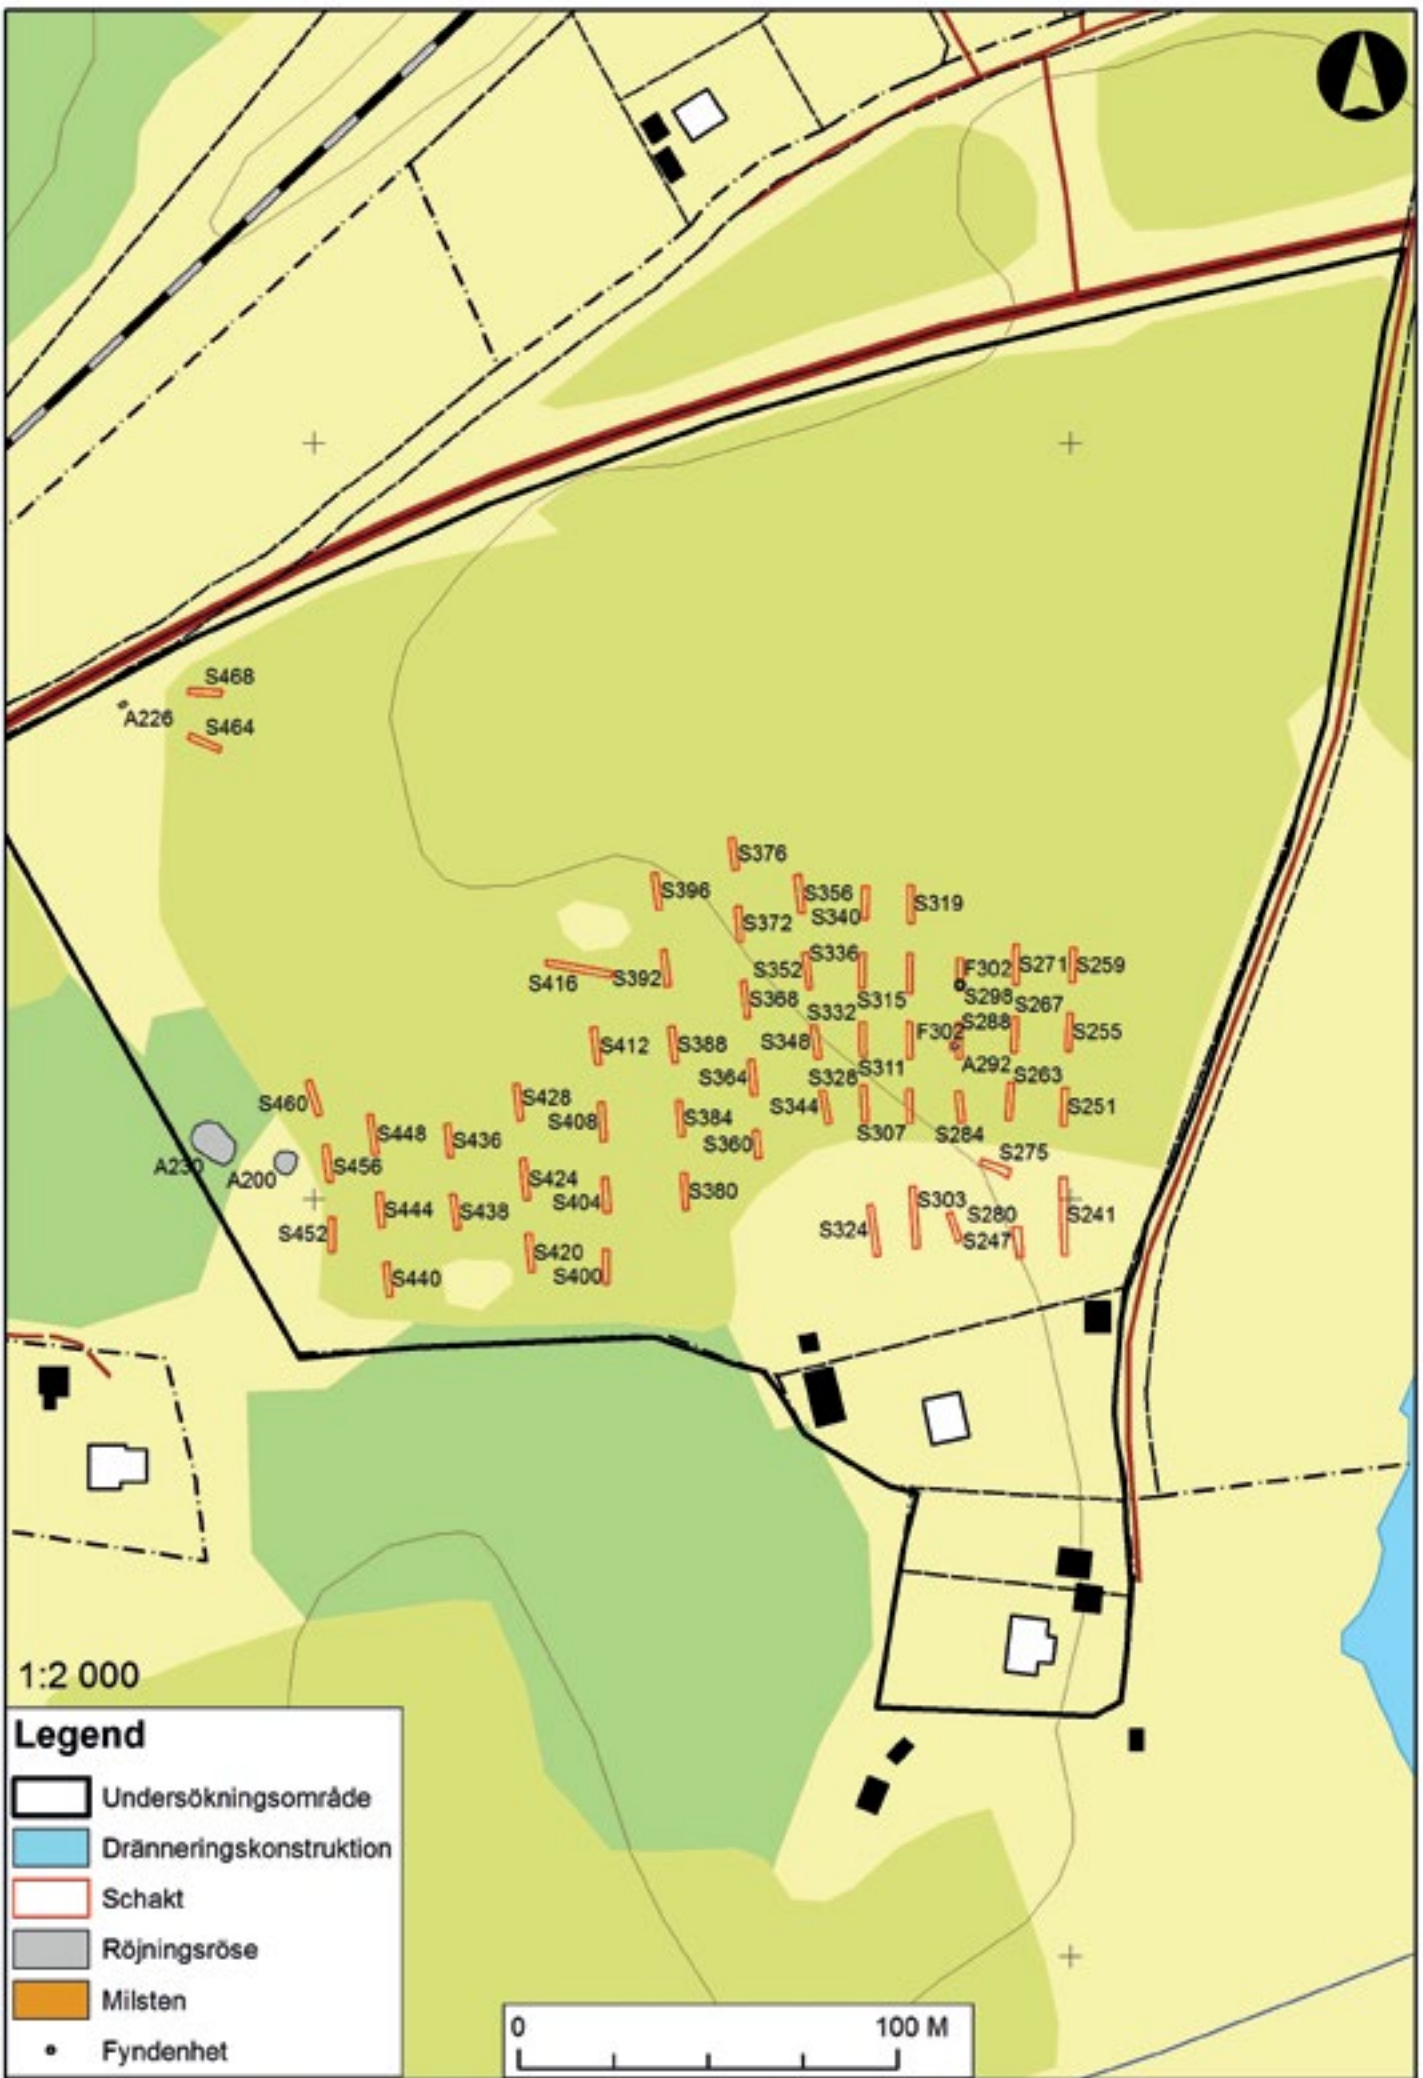 S468
A226
S464
S376
S396
S356
S340
S319
S372
S336
S416
S392
S352
F302
S271
S259
S368
S315
S298
S267
S332
S412
S388
S348
F302
S288
S255
S311
A292
S364
S328
S263
S460
S428
S408
S384
S344
S307
S284
S251
S448
S436
S360
S275
A230
A200
S456
S424
S404
S380
S444
S438
S303
S280
S241
S452
S324
S247
S420
S400
S440
1:2 000
Legend
Undersökningsområde
Dränneringskonstruktion
Schakt
Röjningsröse
Milsten
Fyndenhet
0 100 M